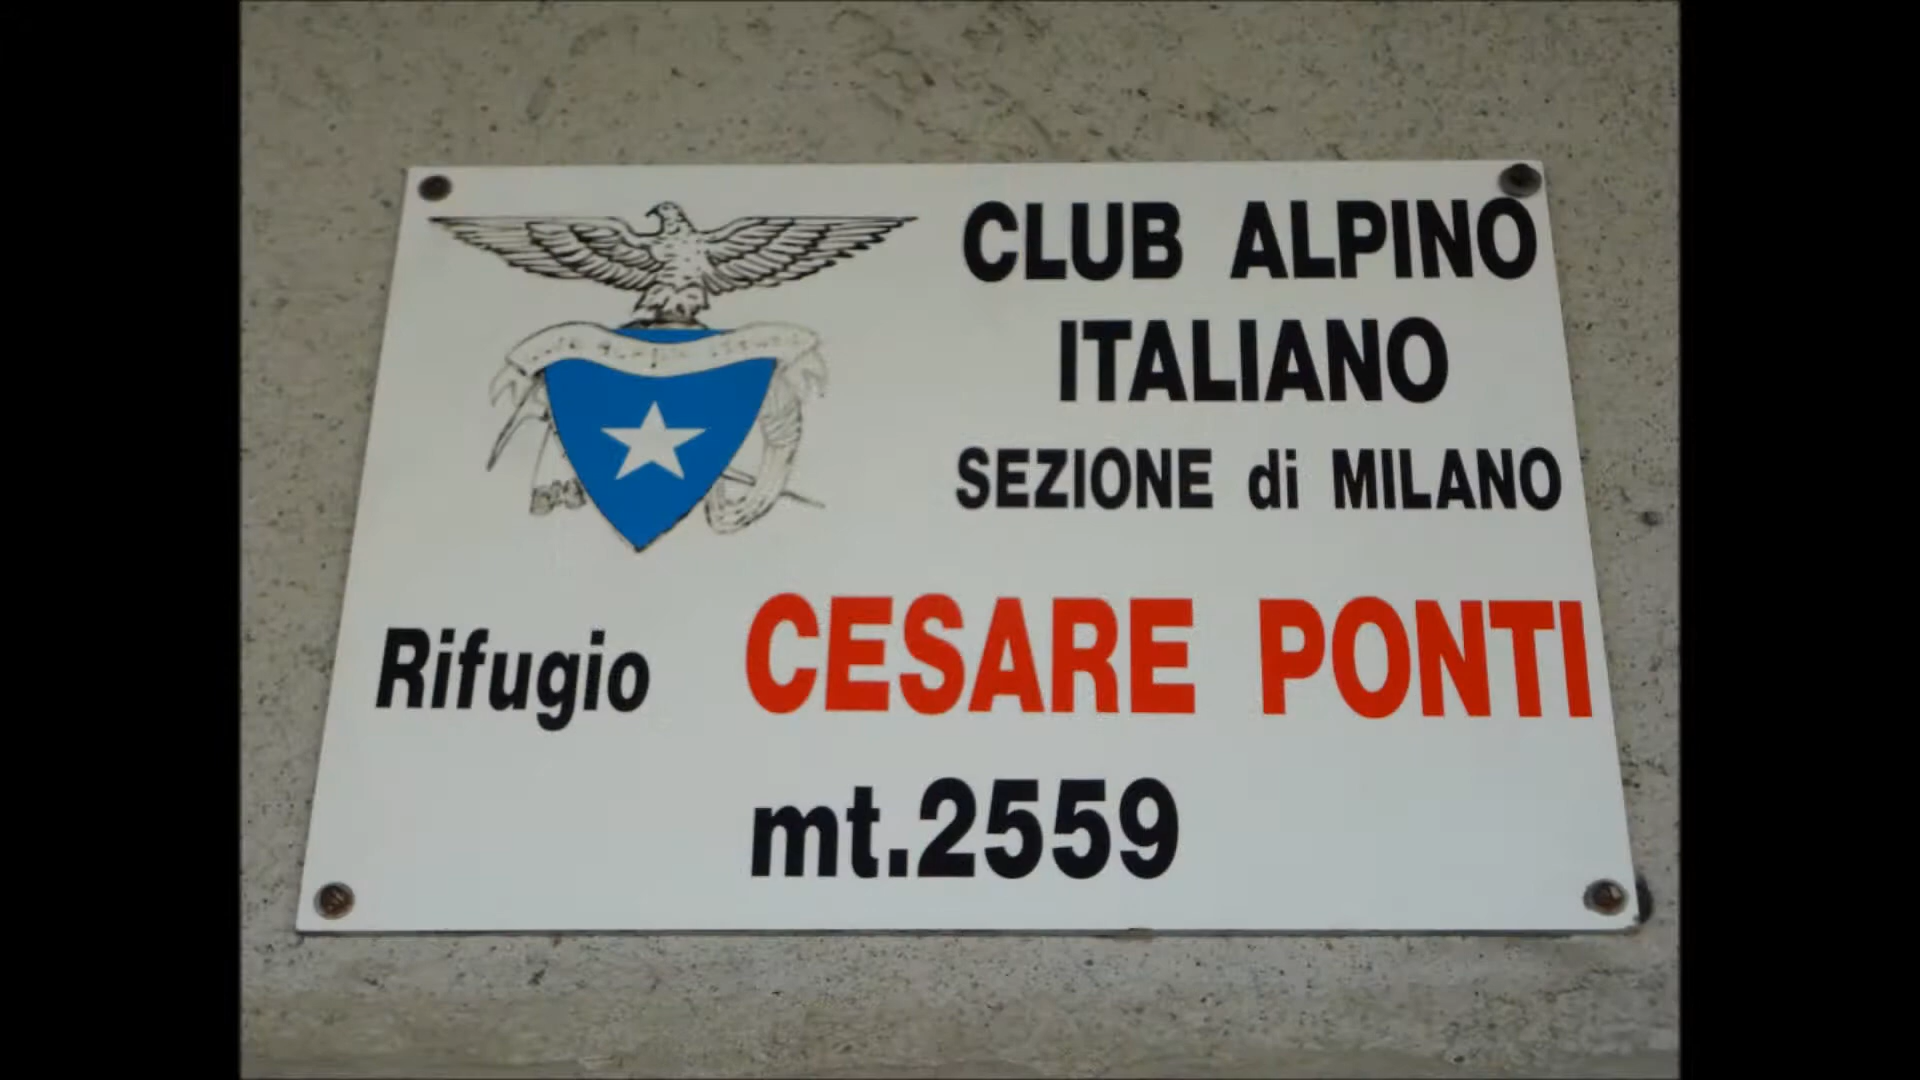 CLUB ALPINO
ITALIANO
SEZIONE di MILANO
Rifugio CESARE PONTI
mt.2559